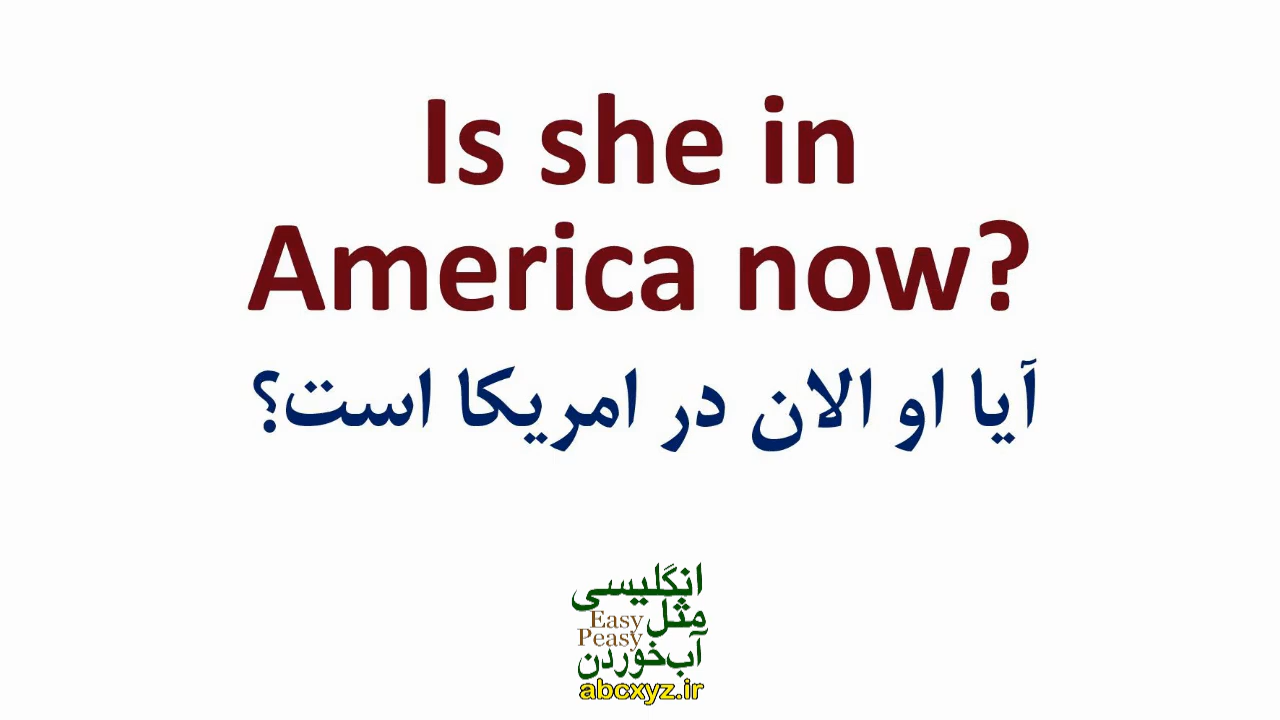 Is she in
America now?
آیا او الان در امریکا است؟
انگلیسی
مثل
Easy
Peasy
آب‌خوردن
abcxyz.ir